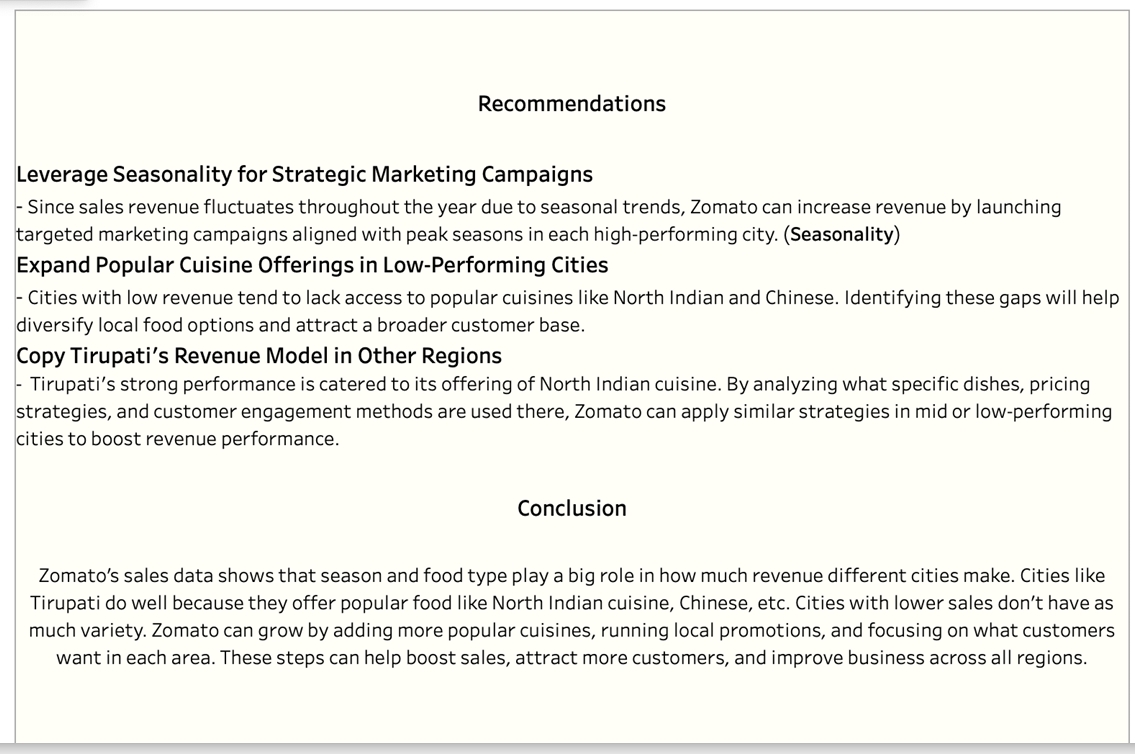 Recommendations
Leverage Seasonality for Strategic Marketing Campaigns
- Since sales revenue fluctuates throughout the year due to seasonal trends, Zomato can increase revenue by launching
targeted marketing campaigns aligned with peak seasons in each high-performing city. (Seasonality)
Expand Popular Cuisine Offerings in Low-Performing Cities
- Cities with low revenue tend to lack access to popular cuisines like North Indian and Chinese. Identifying these gaps will help
diversify local food options and attract a broader customer base.
Copy Tirupati’s Revenue Model in Other Regions
- Tirupati’s strong performance is catered to its offering of North Indian cuisine. By analyzing what specific dishes, pricing
strategies, and customer engagement methods are used there, Zomato can apply similar strategies in mid or low-performing
cities to boost revenue performance.
Conclusion
Zomato’s sales data shows that season and food type play a big role in how much revenue different cities make. Cities like
Tirupati do well because they offer popular food like North Indian cuisine, Chinese, etc. Cities with lower sales don’t have as
much variety. Zomato can grow by adding more popular cuisines, running local promotions, and focusing on what customers
want in each area. These steps can help boost sales, attract more customers, and improve business across all regions.